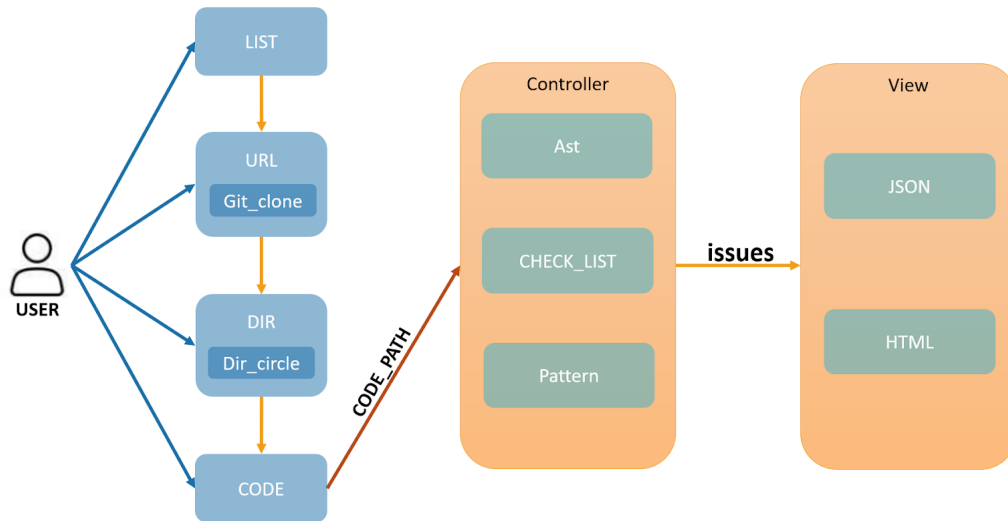 LIST
URL
Git_clone
DIR
Dir_circle
CODE
USER
CODE_PATH
Controller
Ast
CHECK_LIST
Pattern
issues
View
JSON
HTML